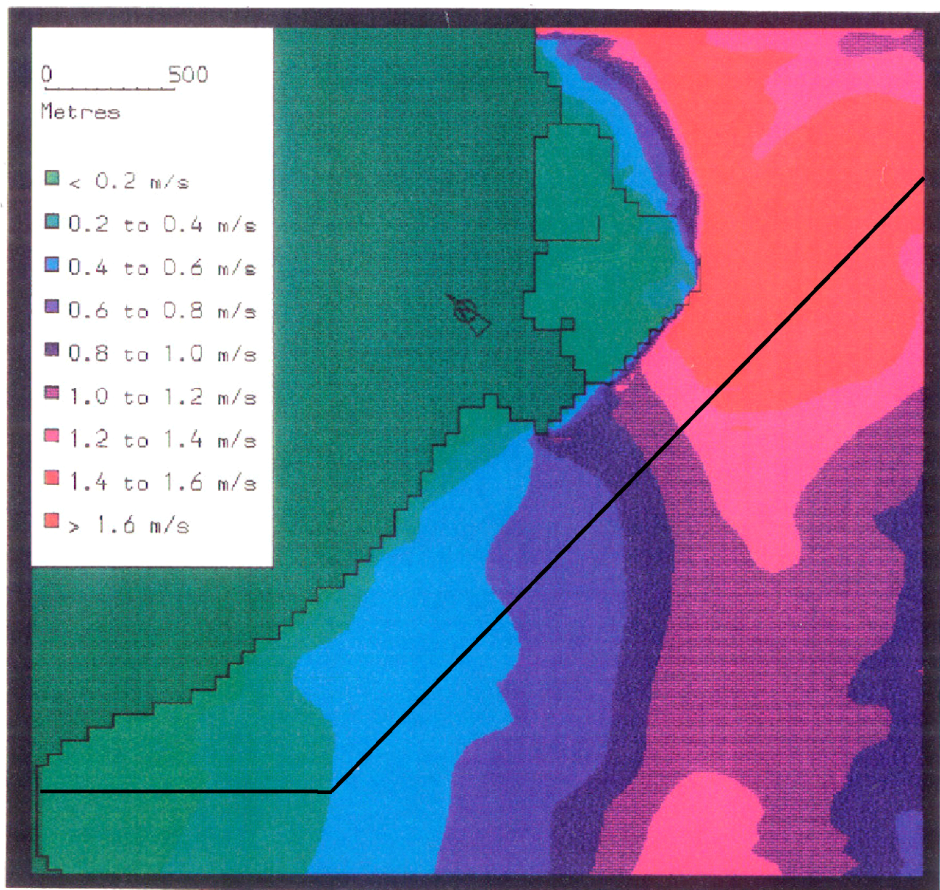 0 500
Metres
< 0.2 m/s
0.2 to 0.4 m/s
0.4 to 0.6 m/s
0.6 to 0.8 m/s
0.8 to 1.0 m/s
1.0 to 1.2 m/s
1.2 to 1.4 m/s
1.4 to 1.6 m/s
> 1.6 m/s